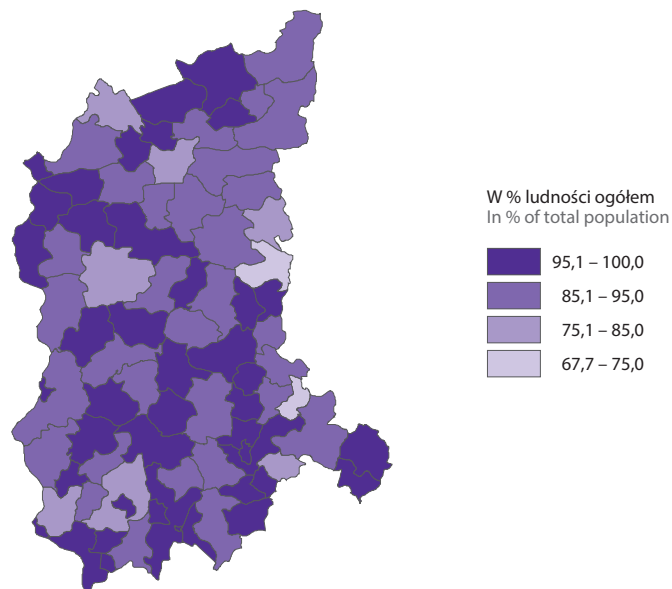 W % ludności ogółem
In % of total population
95,1 – 100,0
85,1 – 95,0
75,1 – 85,0
67,7 – 75,0